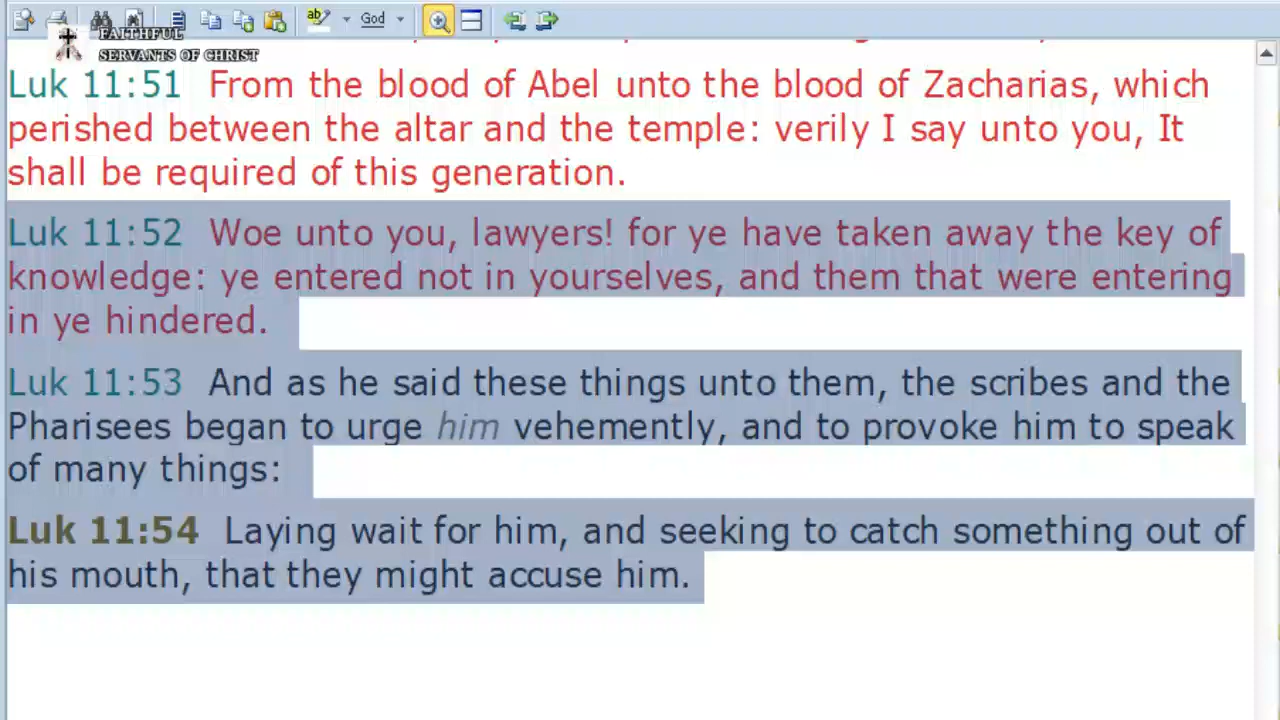 God
FAITHFUL
SERVANTS OF CHRIST
Luk 11:51 From the blood of Abel unto the blood of Zacharias, which
perished between the altar and the temple: verily I say unto you, It
shall be required of this generation.
Luk 11:52 Woe unto you, lawyers! for ye have taken away the key of
knowledge: ye entered not in yourselves, and them that were entering
in ye hindered.
Luk 11:53 And as he said these things unto them, the scribes and the
Pharisees began to urge him vehemently, and to provoke him to speak
of many things:
Luk 11:54 Laying wait for him, and seeking to catch something out of
his mouth, that they might accuse him.